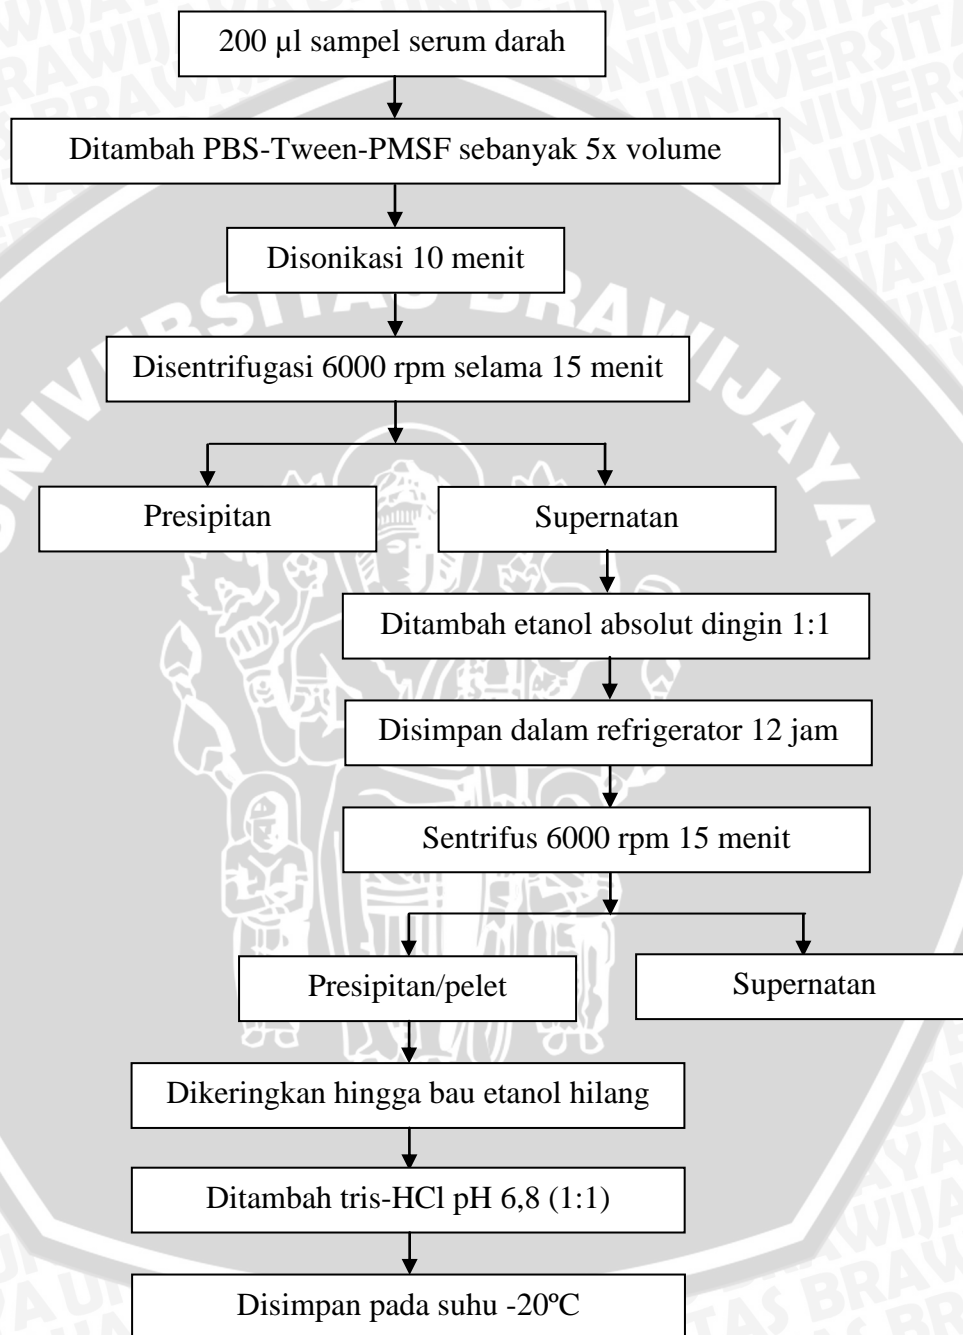 200 µl sampel serum darah
Ditambah PBS-Tween-PMSF sebanyak 5x volume
Disonikasi 10 menit
UNIVERSITAS BRAWIJAYA
Disentrifugasi 6000 rpm selama 15 menit
Presipitan
Supernatan
Ditambah etanol absolut dingin 1:1
Disimpan dalam refrigerator 12 jam
Sentrifus 6000 rpm 15 menit
Presipitan/pelet
Supernatan
Dikeringkan hingga bau etanol hilang
Ditambah tris-HCl pH 6,8 (1:1)
Disimpan pada suhu -20ºC